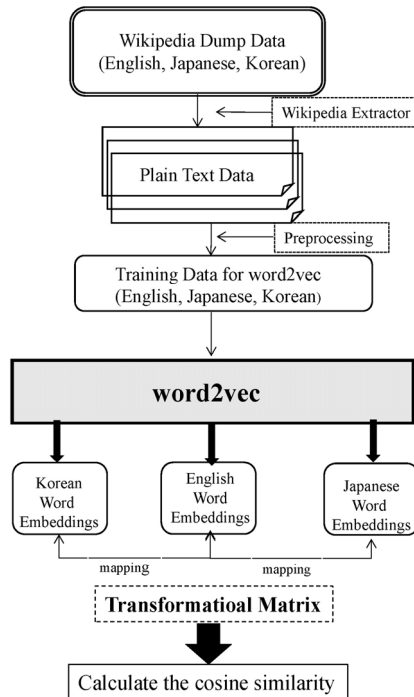 Wikipedia Dump Data
(English, Japanese, Korean)
Wikipedia Extractor
Plain Text Data
Preprocessing
Training Data for word2vec
(English, Japanese, Korean)
word2vec
Korean
Word
Embeddings
English
Word
Embeddings
Japanese
Word
Embeddings
mapping
mapping
Transformatioal Matrix
Calculate the cosine similarity